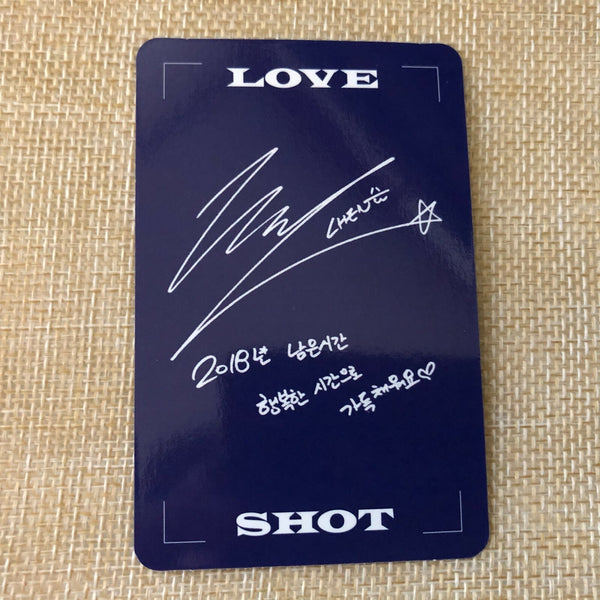 LOVE
CHEN
2018년 남은시간
행복한 시간으로
가득채워요♡
SHOT